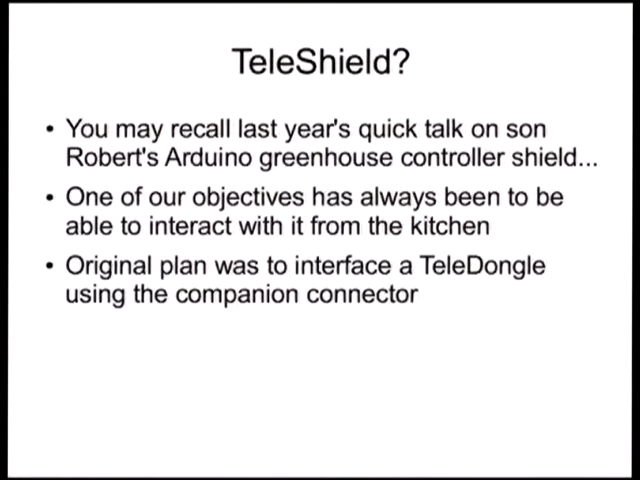 TeleShield?
• You may recall last year's quick talk on son
Robert's Arduino greenhouse controller shield...
• One of our objectives has always been to be
able to interact with it from the kitchen
• Original plan was to interface a TeleDongle
using the companion connector